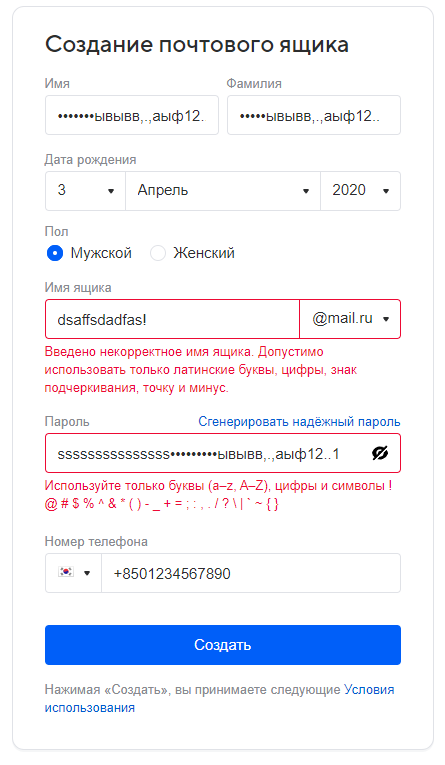 Создание почтового ящика
Имя Фамилия
•••••••ывывв,.,аыф12. •••••ывывв,.,аыф12..
Дата рождения
3 Апрель 2020
Пол
Мужской Женский
Имя ящика
dsaffsdadfas! @mail.ru
Введено некорректное имя ящика. Допустимо
использовать только латинские буквы, цифры, знак
подчеркивания, точку и минус.
Пароль Сгенерировать надёжный пароль
sssssssssssssss•••••••••ывывв,.,аыф12..1
Используйте только буквы (a–z, A–Z), цифры и символы !
@ # $ % ^ & * ( ) - _ + = ; : , . / ? \ | ` ~ { }
Номер телефона
+8501234567890
Создать
Нажимая «Создать», вы принимаете следующие Условия
использования